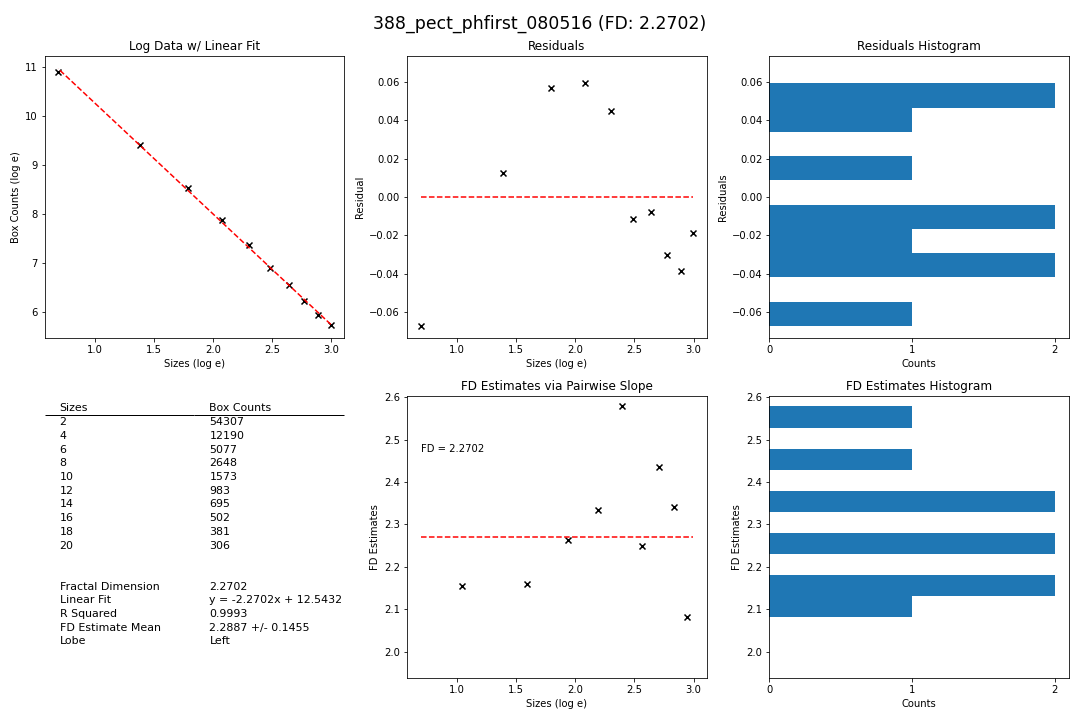 388_pect_phfirst_080516 (FD: 2.2702)
Log Data w/ Linear Fit
11
10
9
8
7
6
Box Counts (log e)
1.0 1.5 2.0 2.5 3.0
Sizes (log e)
Residuals
0.06
0.04
0.02
0.00
−0.02
−0.04
−0.06
Residual
1.0 1.5 2.0 2.5 3.0
Sizes (log e)
Residuals Histogram
0.06
0.04
0.02
0.00
−0.02
−0.04
−0.06
Residuals
0 1 2
Counts
Sizes Box Counts
2 54307
4 12190
6 5077
8 2648
10 1573
12 983
14 695
16 502
18 381
20 306
Fractal Dimension 2.2702
Linear Fit y = -2.2702x + 12.5432
R Squared 0.9993
FD Estimate Mean 2.2887 +/- 0.1455
Lobe Left
FD Estimates via Pairwise Slope
2.6
2.5
2.4
2.3
2.2
2.1
2.0
FD Estimates
FD = 2.2702
1.0 1.5 2.0 2.5 3.0
Sizes (log e)
FD Estimates Histogram
2.6
2.5
2.4
2.3
2.2
2.1
2.0
FD Estimates
0 1 2
Counts